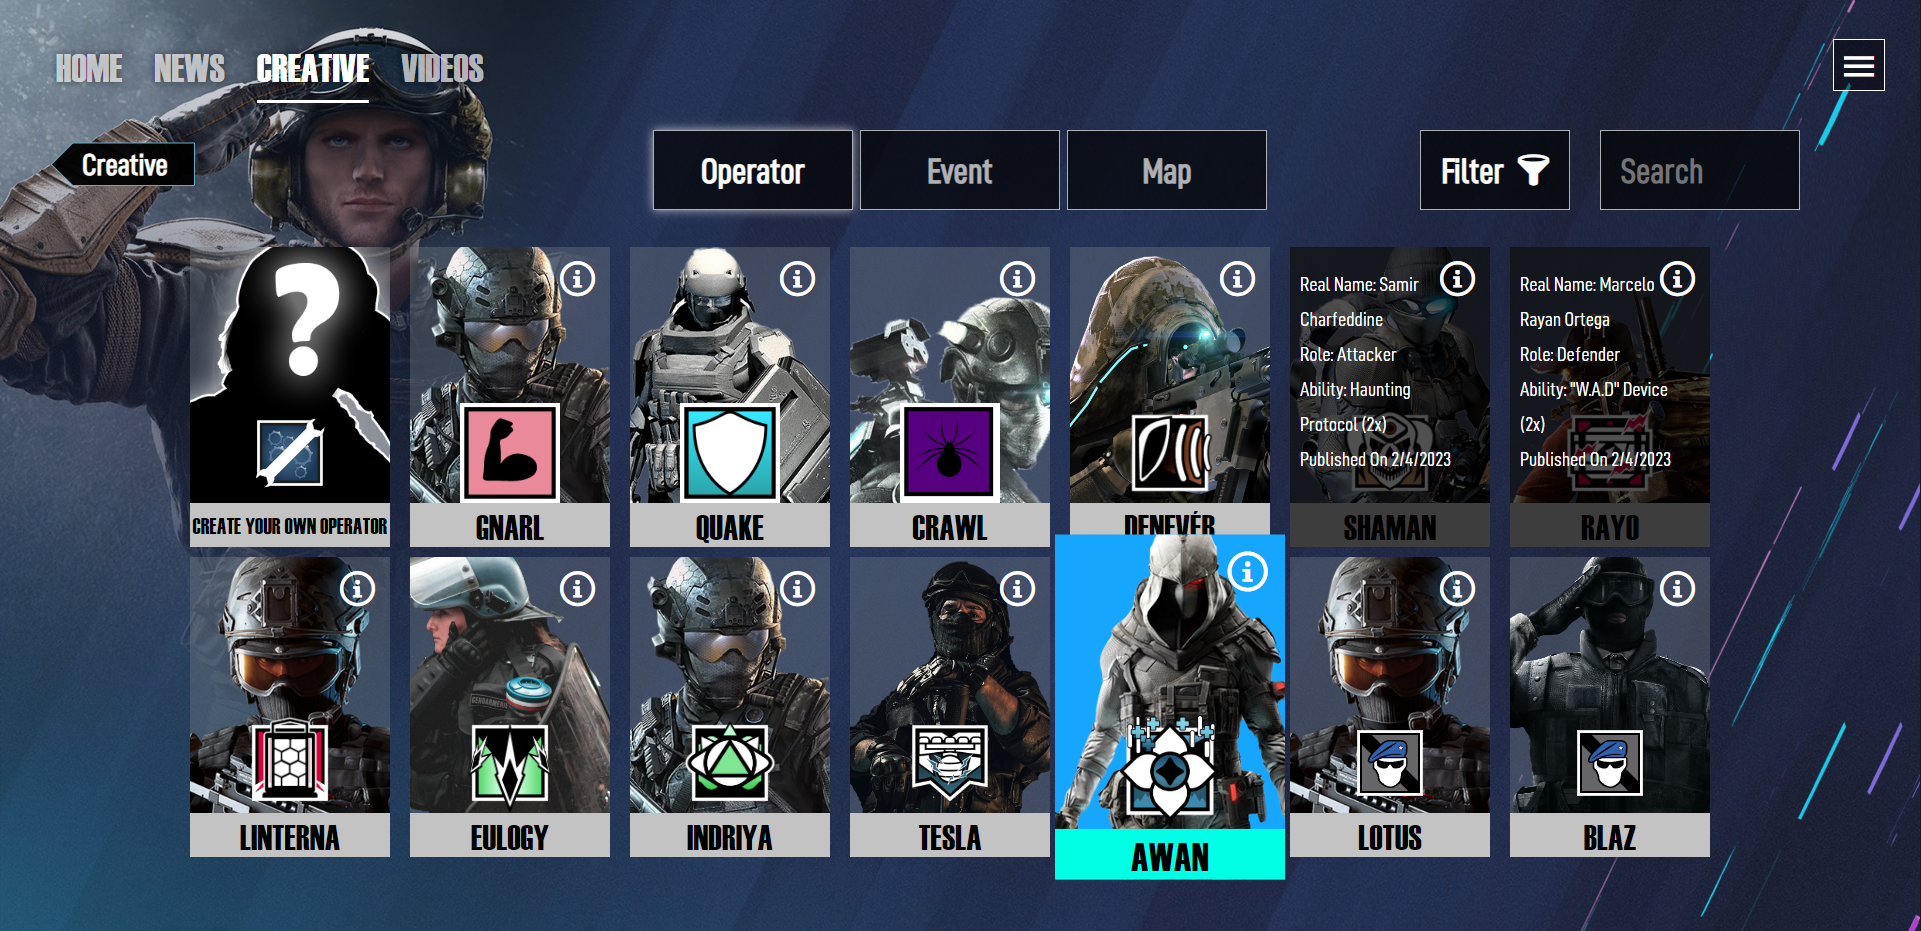 HOME NEWS CREATIVE VIDEOS
Creative
Operator Event Map Filter Search
Real Name: Samir
Charfeddine
Role: Attacker
Ability: Haunting
Protocol (2x)
Published On 2/4/2023
Real Name: Marcelo
Rayan Ortega
Role: Defender
Ability: "W.A.D" Device
(2x)
Published On 2/4/2023
CREATE YOUR OWN OPERATOR GNARL QUAKE CRAWL DENEVÉR SHAMAN RAYO
GENDARMERIE
LINTERNA EULOGY INDRIYA TESLA AWAN LOTUS BLAZ